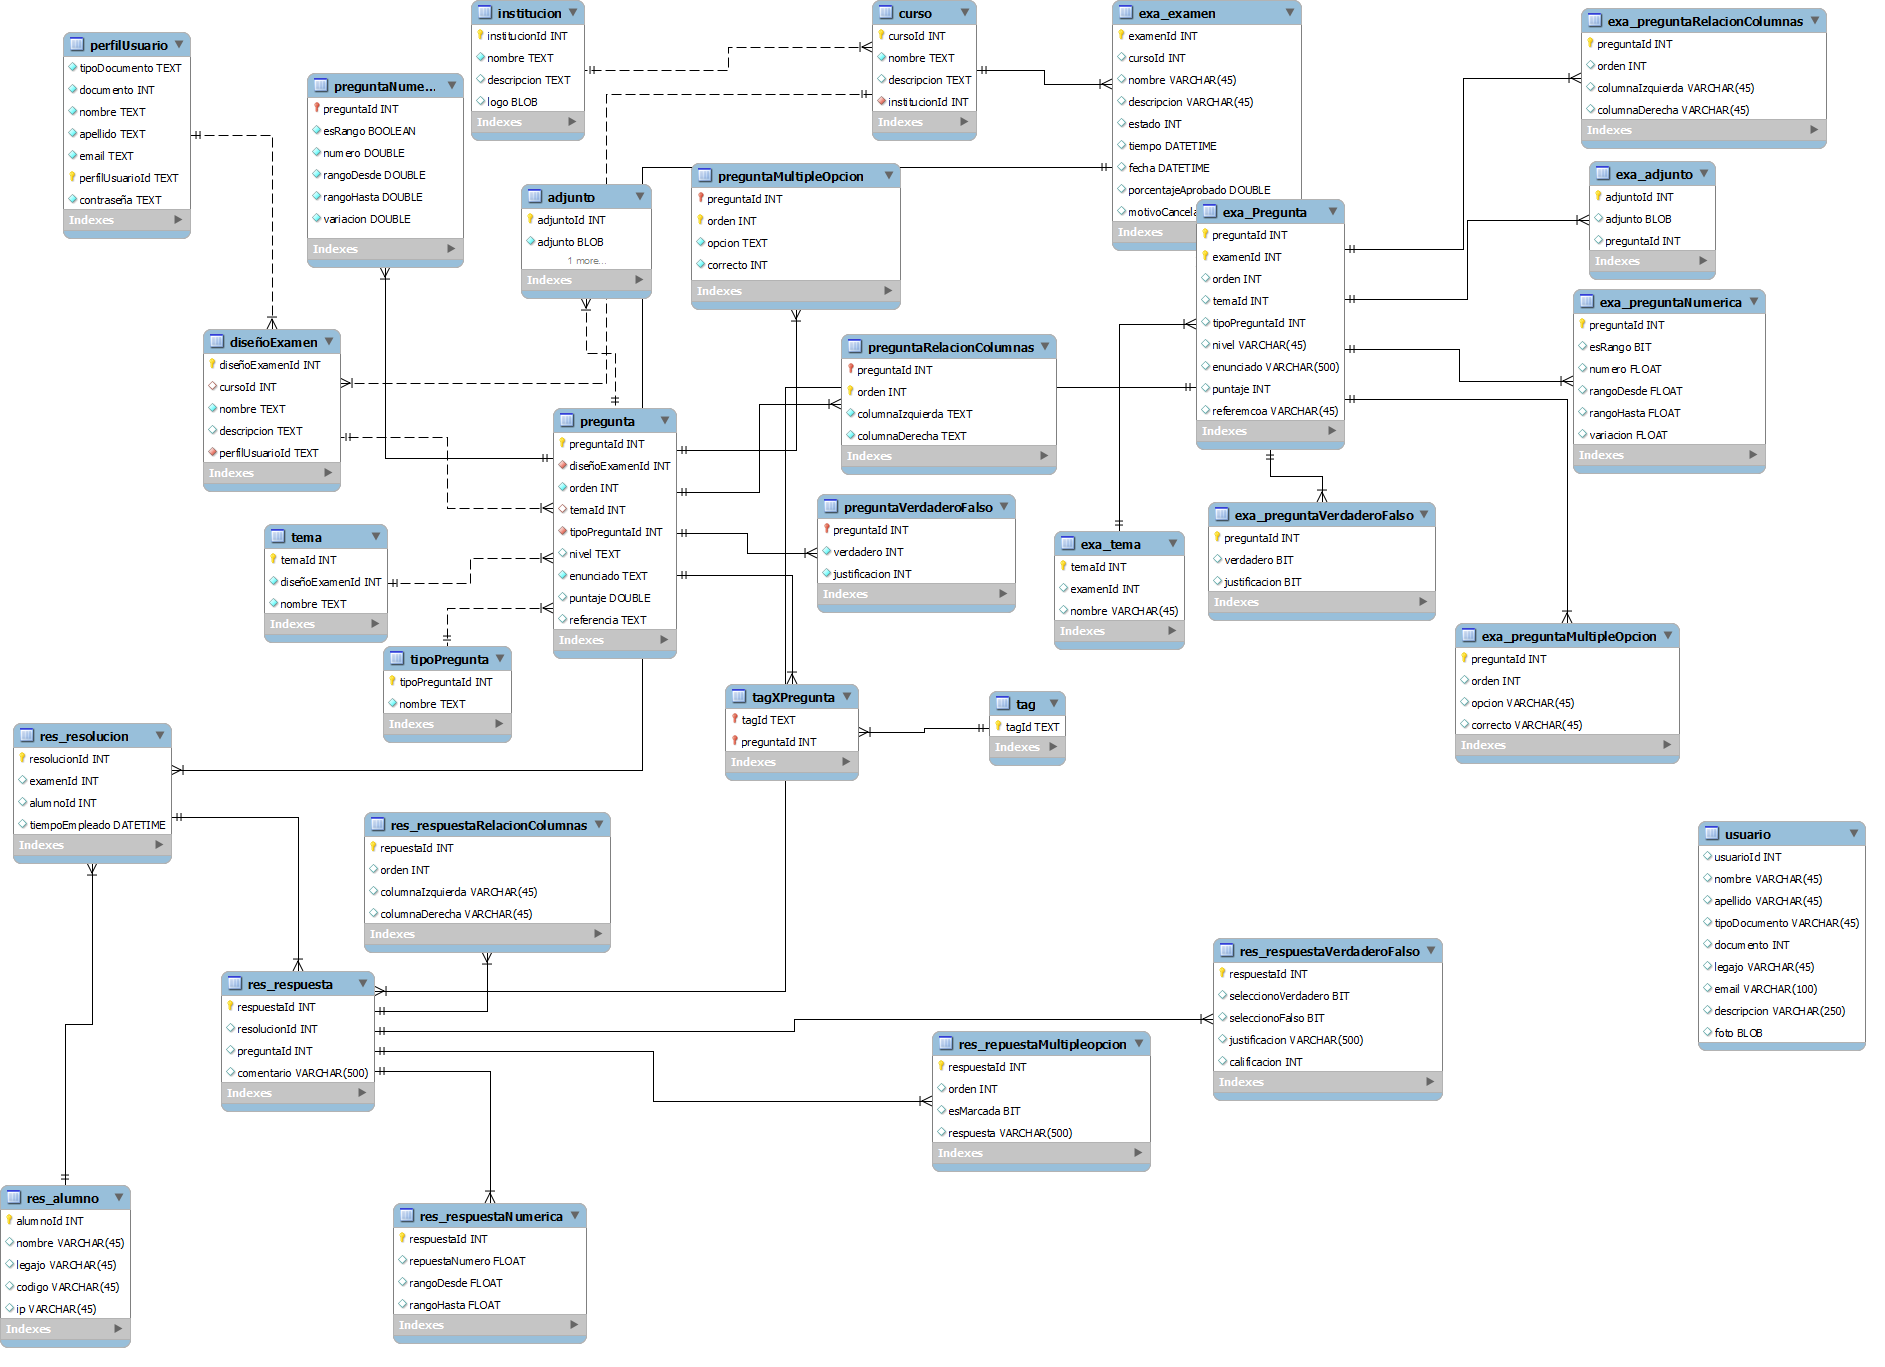 perfilUsuario
tipoDocumento TEXT
documento INT
nombre TEXT
apellido TEXT
email TEXT
perfilUsuarioId TEXT
contraseña TEXT
Indexes
preguntaNume...
preguntaId INT
esRango BOOLEAN
numero DOUBLE
rangoDesde DOUBLE
rangoHasta DOUBLE
variacion DOUBLE
Indexes
institucion
institucionId INT
nombre TEXT
descripcion TEXT
logo BLOB
Indexes
curso
cursoId INT
nombre TEXT
descripcion TEXT
institucionId INT
Indexes
exa_examen
examenId INT
cursoId INT
nombre VARCHAR(45)
descripcion VARCHAR(45)
estado INT
tiempo DATETIME
fecha DATETIME
porcentajeAprobado DOUBLE
motivoCancela
Indexes
exa_preguntaRelacionColumnas
preguntaId INT
orden INT
columnaIzquierda VARCHAR(45)
columnaDerecha VARCHAR(45)
Indexes
adjunto
adjuntoId INT
adjunto BLOB
1 more...
Indexes
preguntaMultipleOpcion
preguntaId INT
orden INT
opcion TEXT
correcto INT
Indexes
exa_Pregunta
preguntaId INT
examenId INT
orden INT
temaId INT
tipoPreguntaId INT
nivel VARCHAR(45)
enunciado VARCHAR(500)
puntaje INT
referemcoa VARCHAR(45)
Indexes
exa_adjunto
adjuntoId INT
adjunto BLOB
preguntaId INT
Indexes
exa_preguntaNumerica
preguntaId INT
esRango BIT
numero FLOAT
rangoDesde FLOAT
rangoHasta FLOAT
variacion FLOAT
Indexes
diseñoExamen
diseñoExamenId INT
cursoId INT
nombre TEXT
descripcion TEXT
perfilUsuarioId TEXT
Indexes
preguntaRelacionColumnas
preguntaId INT
orden INT
columnaIzquierda TEXT
columnaDerecha TEXT
Indexes
pregunta
preguntaId INT
diseñoExamenId INT
orden INT
temaId INT
tipoPreguntaId INT
nivel TEXT
enunciado TEXT
puntaje DOUBLE
referencia TEXT
Indexes
preguntaVerdaderoFalso
preguntaId INT
verdadero INT
justificacion INT
Indexes
exa_tema
temaId INT
examenId INT
nombre VARCHAR(45)
Indexes
exa_preguntaVerdaderoFalso
preguntaId INT
verdadero BIT
justificacion BIT
Indexes
tema
temaId INT
diseñoExamenId INT
nombre TEXT
Indexes
tipoPregunta
tipoPreguntaId INT
nombre TEXT
Indexes
exa_preguntaMultipleOpcion
preguntaId INT
orden INT
opcion VARCHAR(45)
correcto VARCHAR(45)
Indexes
tagXPregunta
tagId TEXT
preguntaId INT
Indexes
tag
tagId TEXT
Indexes
res_resolucion
resolucionId INT
examenId INT
alumnoId INT
tiempoEmpleado DATETIME
Indexes
res_respuestaRelacionColumnas
repuestaId INT
orden INT
columnaIzquierda VARCHAR(45)
columnaDerecha VARCHAR(45)
Indexes
usuario
usuarioId INT
nombre VARCHAR(45)
apellido VARCHAR(45)
tipoDocumento VARCHAR(45)
documento INT
legajo VARCHAR(45)
email VARCHAR(100)
descripcion VARCHAR(250)
foto BLOB
res_respuesta
respuestaId INT
resolucionId INT
preguntaId INT
comentario VARCHAR(500)
Indexes
res_respuestaVerdaderoFalso
respuestaId INT
seleccionoVerdadero BIT
seleccionoFalso BIT
justificacion VARCHAR(500)
calificacion INT
Indexes
res_repuestaMultipleopcion
respuestaId INT
orden INT
esMarcada BIT
respuesta VARCHAR(500)
Indexes
res_alumno
alumnoId INT
nombre VARCHAR(45)
legajo VARCHAR(45)
codigo VARCHAR(45)
ip VARCHAR(45)
Indexes
res_respuestaNumerica
respuestaId INT
repuestaNumero FLOAT
rangoDesde FLOAT
rangoHasta FLOAT
Indexes